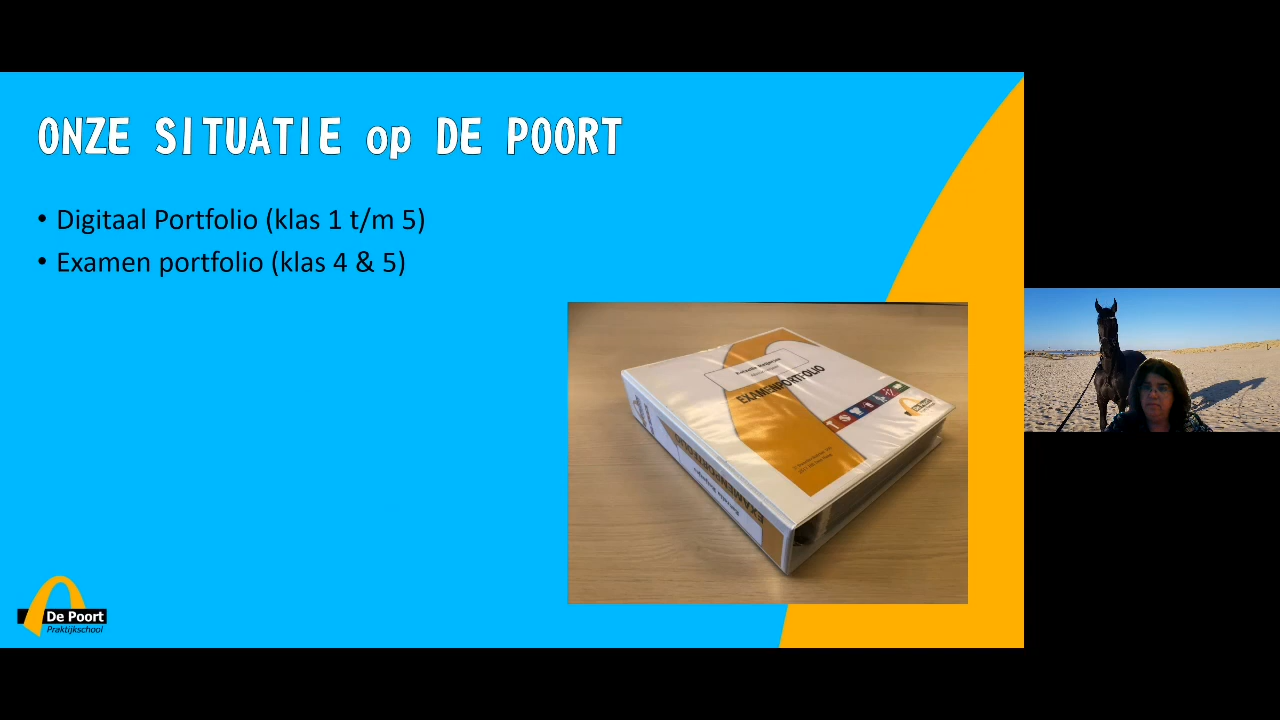 ONZE SITUATIE op DE POORT
• Digitaal Portfolio (klas 1 t/m 5)
• Examen portfolio (klas 4 & 5)
EXAMENPORTFOLIO
EXAMENPORTFOLIO
De Poort
Praktijkschool